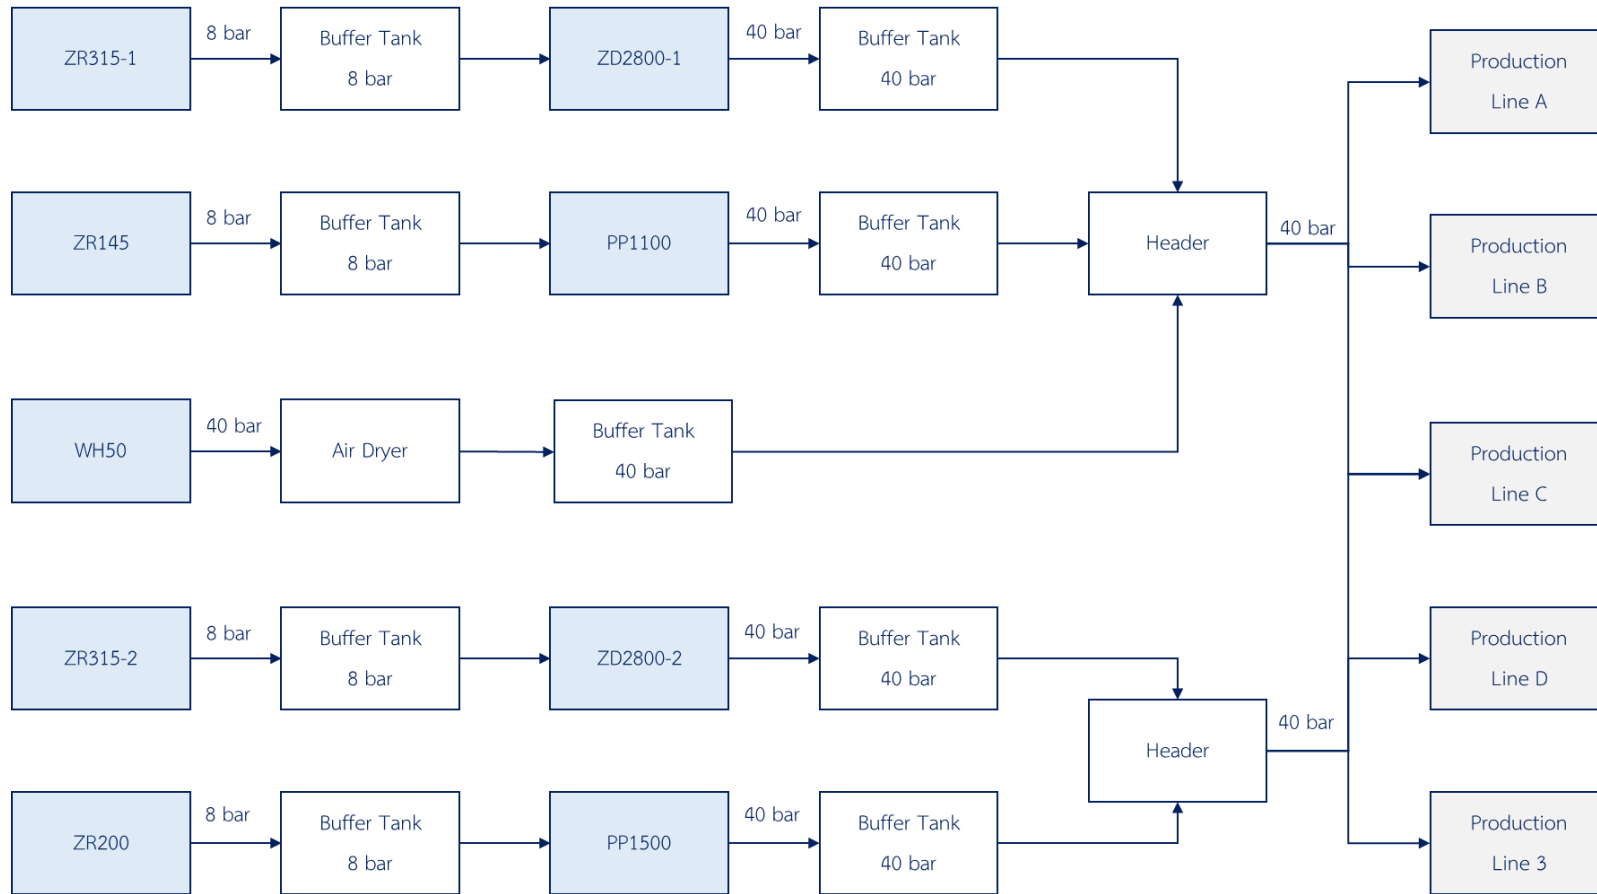 ZR315-1
8 bar
Buffer Tank
8 bar
ZD2800-1
40 bar
Buffer Tank
40 bar
Production
Line A
ZR145
8 bar
Buffer Tank
8 bar
PP1100
40 bar
Buffer Tank
40 bar
Header
40 bar
Production
Line B
WH50
40 bar
Air Dryer
Buffer Tank
40 bar
Production
Line C
ZR315-2
8 bar
Buffer Tank
8 bar
ZD2800-2
40 bar
Buffer Tank
40 bar
Header
40 bar
Production
Line D
ZR200
8 bar
Buffer Tank
8 bar
PP1500
40 bar
Buffer Tank
40 bar
Production
Line 3